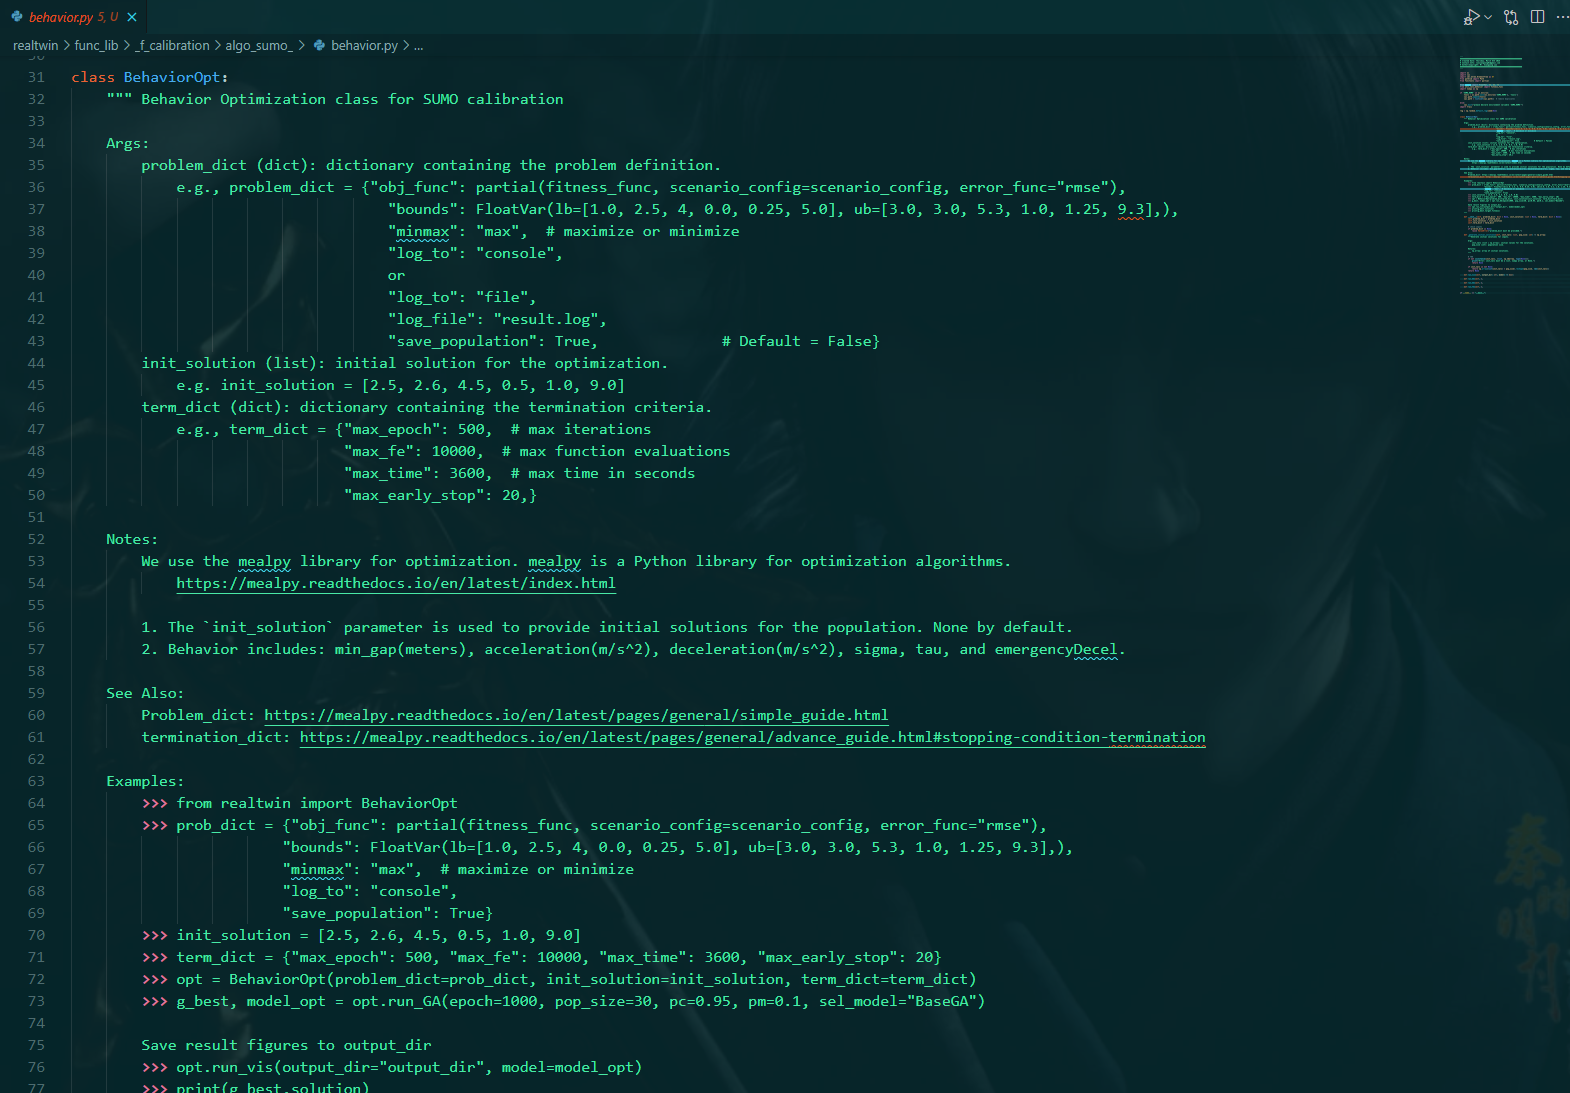 behavior.py 5, U
realtwin > func_lib > _f_calibration > algo_sumo_ > behavior.py > ...
31 class BehaviorOpt:
32 """ Behavior Optimization class for SUMO calibration
33
34 Args:
35 problem_dict (dict): dictionary containing the problem definition.
36 e.g., problem_dict = {"obj_func": partial(fitness_func, scenario_config=scenario_config, error_func="rmse"),
37 "bounds": FloatVar(lb=[1.0, 2.5, 4, 0.0, 0.25, 5.0], ub=[3.0, 3.0, 5.3, 1.0, 1.25, 9.3],),
38 "minmax": "max",  # maximize or minimize
39 "log_to": "console",
40 or
41 "log_to": "file",
42 "log_file": "result.log",
43 "save_population": True, # Default = False}
44 init_solution (list): initial solution for the optimization.
45 e.g. init_solution = [2.5, 2.6, 4.5, 0.5, 1.0, 9.0]
46 term_dict (dict): dictionary containing the termination criteria.
47 e.g., term_dict = {"max_epoch": 500,  # max iterations
48 "max_fe": 10000,  # max function evaluations
49 "max_time": 3600,  # max time in seconds
50 "max_early_stop": 20,}
51
52 Notes:
53 We use the mealpy library for optimization. mealpy is a Python library for optimization algorithms.
54 https://mealpy.readthedocs.io/en/latest/index.html
55
56 1. The `init_solution` parameter is used to provide initial solutions for the population. None by default.
57 2. Behavior includes: min_gap(meters), acceleration(m/s^2), deceleration(m/s^2), sigma, tau, and emergencyDecel.
58
59 See Also:
60 Problem_dict: https://mealpy.readthedocs.io/en/latest/pages/general/simple_guide.html
61 termination_dict: https://mealpy.readthedocs.io/en/latest/pages/general/advance_guide.html#stopping-condition-termination
62
63 Examples:
64 >>> from realtwin import BehaviorOpt
65 >>> prob_dict = {"obj_func": partial(fitness_func, scenario_config=scenario_config, error_func="rmse"),
66 "bounds": FloatVar(lb=[1.0, 2.5, 4, 0.0, 0.25, 5.0], ub=[3.0, 3.0, 5.3, 1.0, 1.25, 9.3],),
67 "minmax": "max",  # maximize or minimize
68 "log_to": "console",
69 "save_population": True}
70 >>> init_solution = [2.5, 2.6, 4.5, 0.5, 1.0, 9.0]
71 >>> term_dict = {"max_epoch": 500, "max_fe": 10000, "max_time": 3600, "max_early_stop": 20}
72 >>> opt = BehaviorOpt(problem_dict=prob_dict, init_solution=init_solution, term_dict=term_dict)
73 >>> g_best, model_opt = opt.run_GA(epoch=1000, pop_size=30, pc=0.95, pm=0.1, sel_model="BaseGA")
74
75 Save result figures to output_dir
76 >>> opt.run_vis(output_dir="output_dir", model=model_opt)
77 >>> print(g_best.solution)
秦时明月